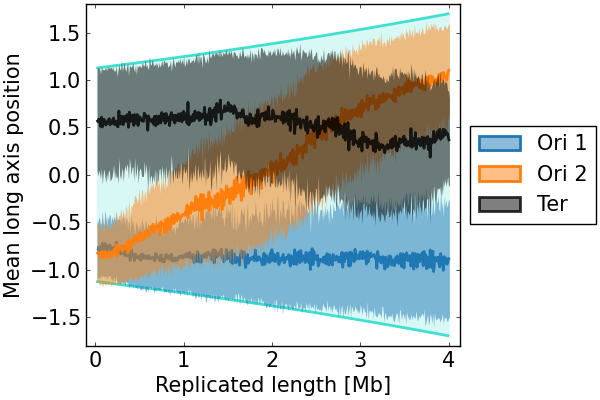 1.5
1.0
0.5
0.0
−0.5
−1.0
−1.5
Mean long axis position
0 1 2 3 4
Replicated length [Mb]
Ori 1
Ori 2
Ter